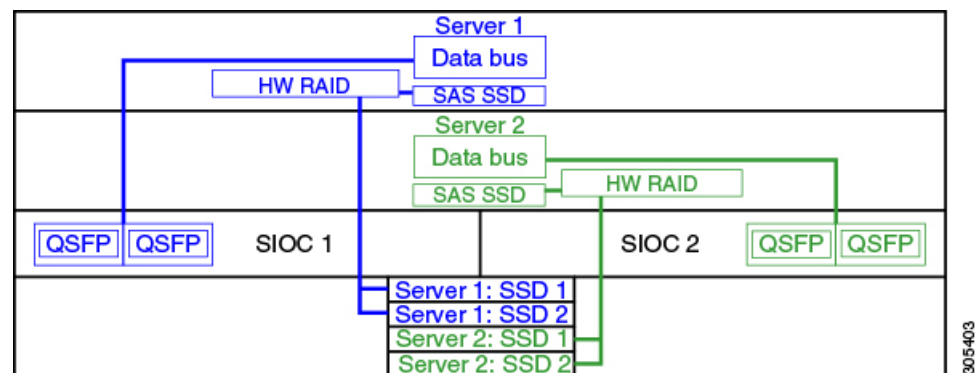 Server 1
Data bus
HW RAID
SAS SSD
Server 2
Data bus
HW RAID
SAS SSD
QSFP QSFP SIOC 1 SIOC 2 QSFP QSFP
Server 1: SSD 1
Server 1: SSD 2
Server 2: SSD 1
Server 2: SSD 2
305403